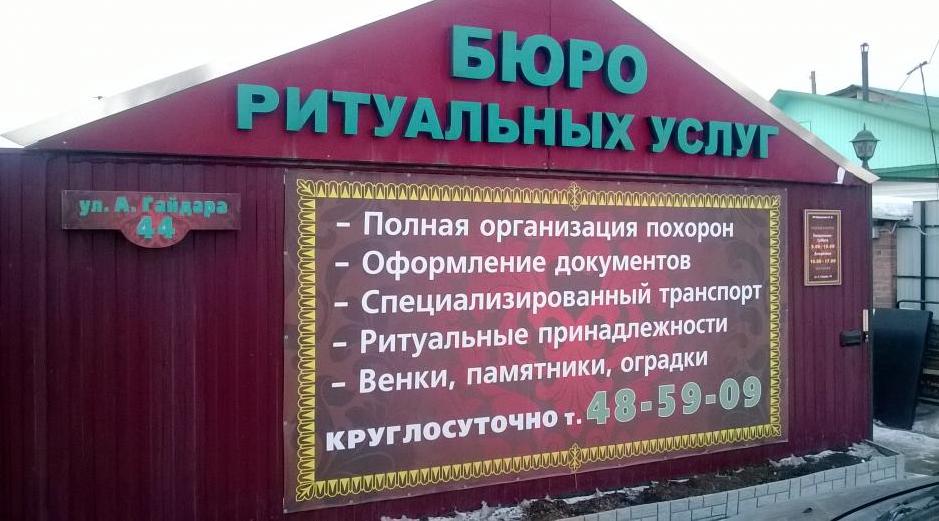 БЮРО
РИТУАЛЬНЫХ УСЛУГ
ул. А. Гайдара
44
- Полная организация похорон
- Оформление документов
- Специализированный транспорт
- Ритуальные принадлежности
- Венки, памятники, оградки
КРУГЛОСУТОЧНО т. 48-59-09